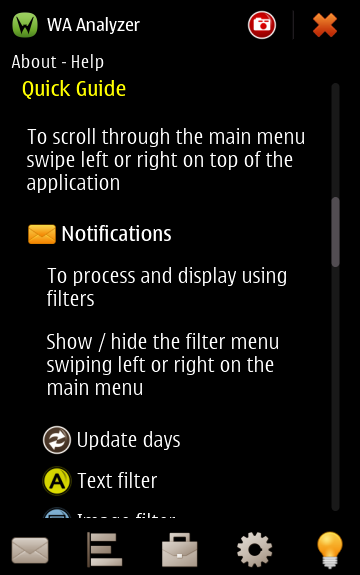 WA Analyzer
About - Help
Quick Guide
To scroll through the main menu
swipe left or right on top of the
application
Notifications
To process and display using
filters
Show / hide the filter menu
swiping left or right on the
main menu
Update days
A Text filter
Image filter